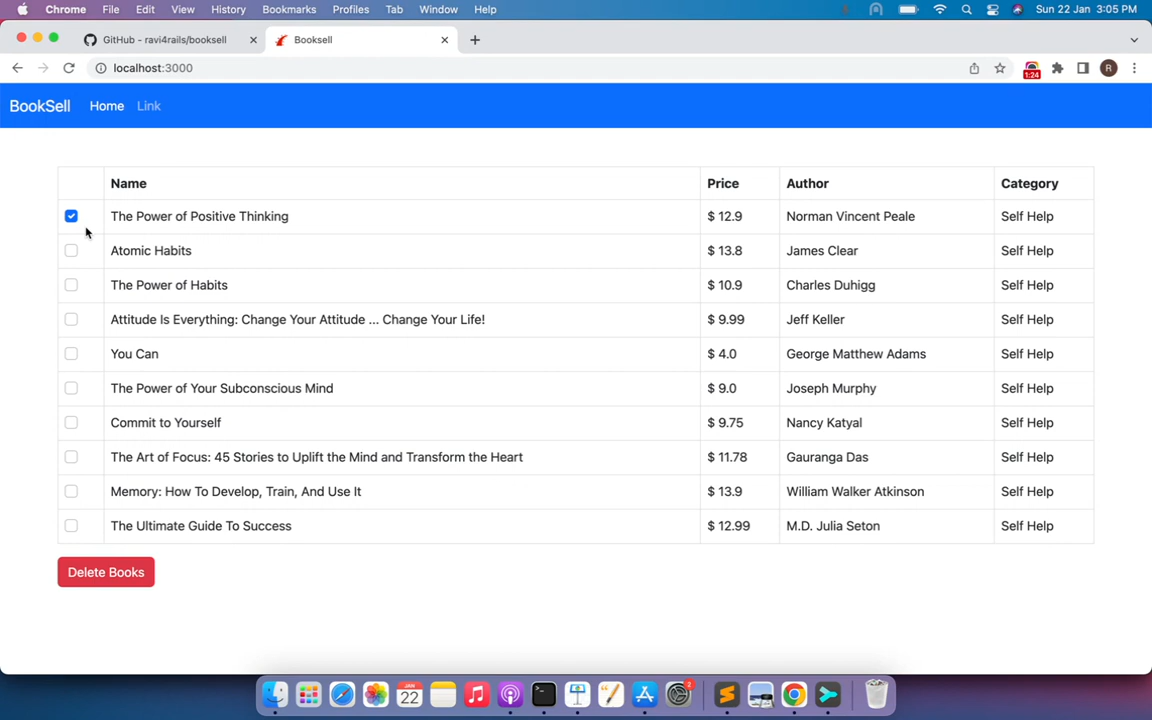 Chrome File Edit View History Bookmarks Profiles Tab Window Help Sun 22 Jan 3:05 PM
GitHub - ravi4rails/booksell Booksell
localhost:3000 1:24 R
BookSell Home Link
Name Price Author Category
The Power of Positive Thinking $ 12.9 Norman Vincent Peale Self Help
Atomic Habits $ 13.8 James Clear Self Help
The Power of Habits $ 10.9 Charles Duhigg Self Help
Attitude Is Everything: Change Your Attitude ... Change Your Life! $ 9.99 Jeff Keller Self Help
You Can $ 4.0 George Matthew Adams Self Help
The Power of Your Subconscious Mind $ 9.0 Joseph Murphy Self Help
Commit to Yourself $ 9.75 Nancy Katyal Self Help
The Art of Focus: 45 Stories to Uplift the Mind and Transform the Heart $ 11.78 Gauranga Das Self Help
Memory: How To Develop, Train, And Use It $ 13.9 William Walker Atkinson Self Help
The Ultimate Guide To Success $ 12.99 M.D. Julia Seton Self Help
Delete Books
JAN
22
2